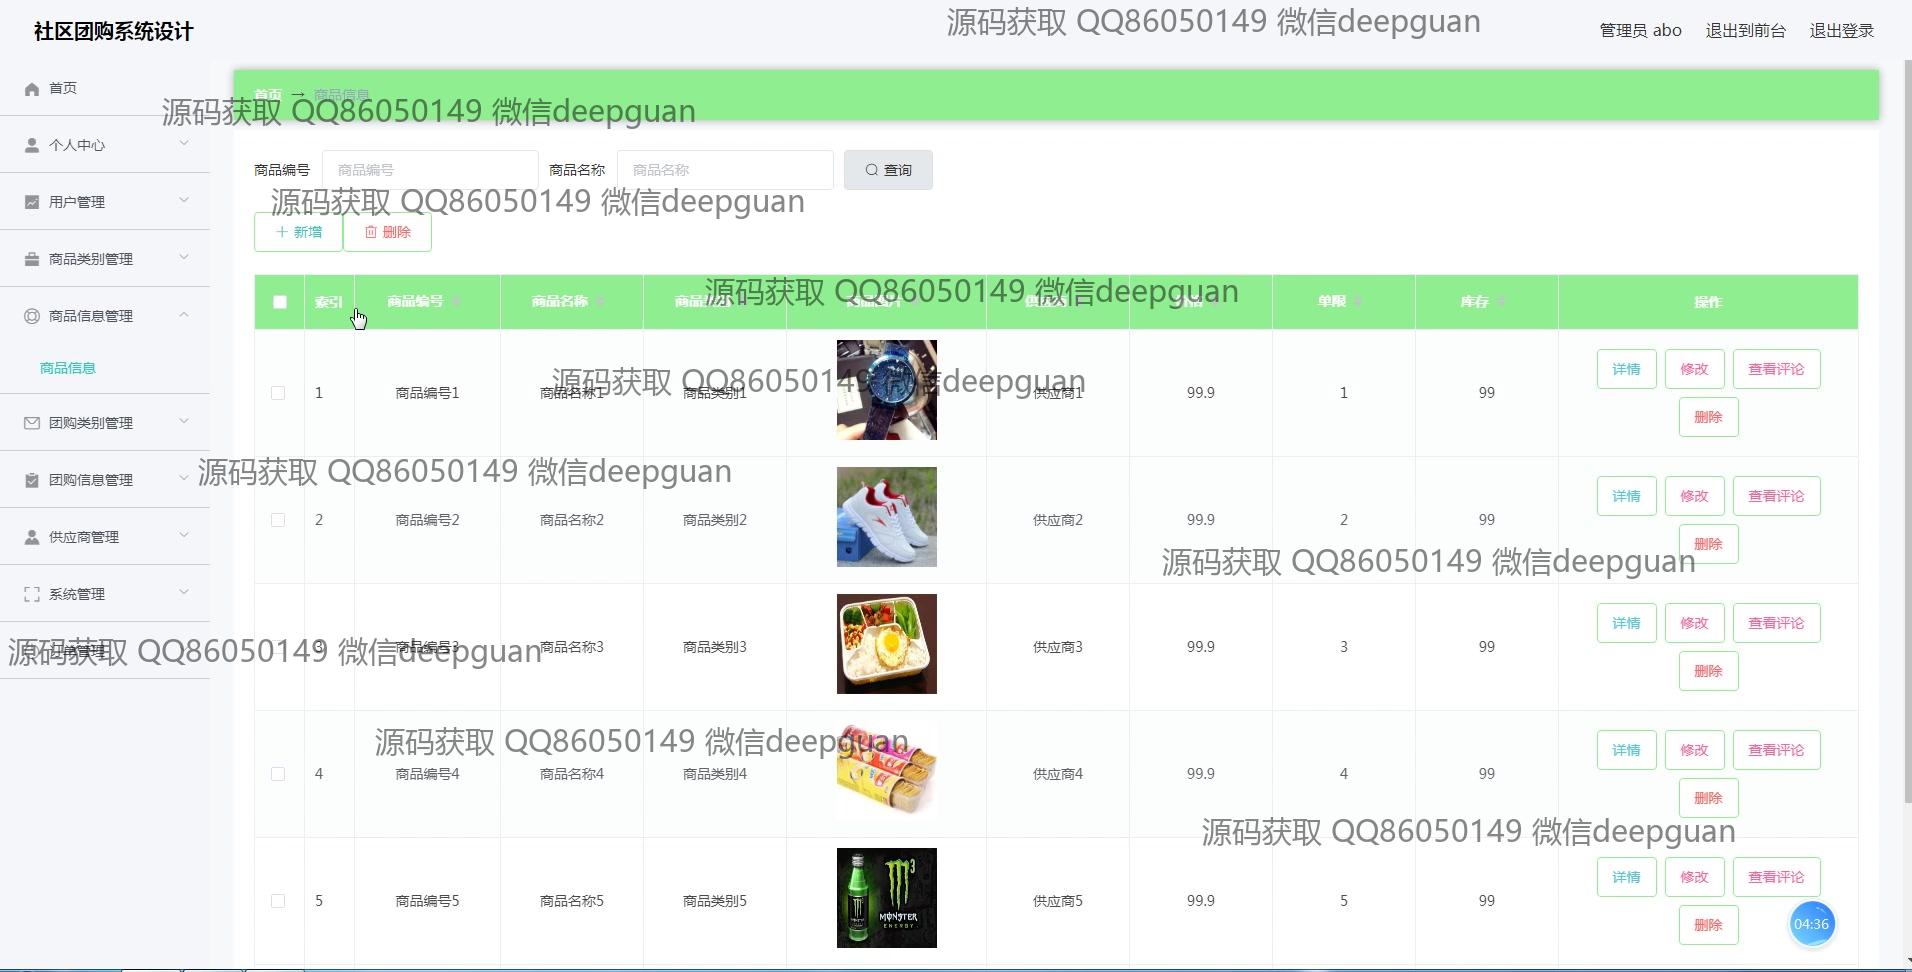 社区团购系统设计
源码获取 QQ86050149 微信deepguan
管理员 abo 退出到前台 退出登录
首页
个人中心
用户管理
商品类别管理
商品信息管理
商品信息
团购类别管理
团购信息管理
供应商管理
系统管理
订单管理
首页 → 商品信息
源码获取 QQ86050149 微信deepguan
商品编号 商品编号 商品名称 商品名称 查询
源码获取 QQ86050149 微信deepguan
新增 删除
源码获取 QQ86050149 微信deepguan
索引 商品编号 商品名称 单限 库存 操作
源码获取 QQ86050149 微信deepguan
1 商品编号1 商品名称1 商品类别1 供应商1 99.9 1 99 详情 修改 查看评论
删除
源码获取 QQ86050149 微信deepguan
2 商品编号2 商品名称2 商品类别2 供应商2 99.9 2 99 详情 修改 查看评论
删除
源码获取 QQ86050149 微信deepguan
3 商品编号3 商品名称3 商品类别3 供应商3 99.9 3 99 详情 修改 查看评论
删除
源码获取 QQ86050149 微信deepguan
源码获取 QQ86050149 微信deepguan
4 商品编号4 商品名称4 商品类别4 供应商4 99.9 4 99 详情 修改 查看评论
删除
源码获取 QQ86050149 微信deepguan
5 商品编号5 商品名称5 商品类别5 MONSTER ENERGY 供应商5 99.9 5 99 详情 修改 查看评论
删除
04:36